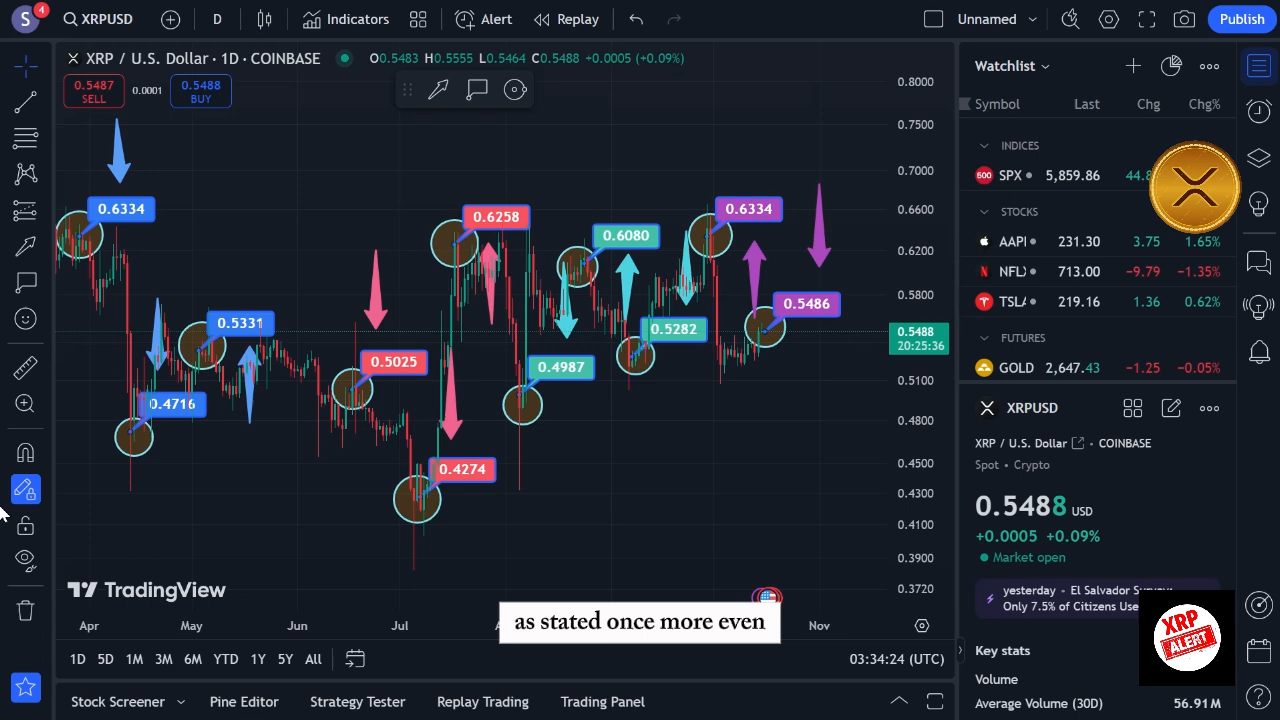 S
4
XRPUSD
D
Indicators
Alert
Replay
Unnamed
Publish
XRP / U.S. Dollar · 1D · COINBASE
O0.5483 H0.5555 L0.5464 C0.5488 +0.0005 (+0.09%)
0.5487
SELL
0.0001
0.5488
BUY
0.8000
0.7500
0.7000
0.6600
0.6200
0.5800
0.5488
20:25:36
0.5100
0.4800
0.4500
0.4300
0.4100
0.3900
0.3720
0.6334
0.4716
0.5331
0.5025
0.6258
0.4274
0.4987
0.6080
0.5282
0.6334
0.5486
TradingView
Apr
May
Jun
Jul
Nov
as stated once more even
1D 5D 1M 3M 6M YTD 1Y 5Y All
03:34:24 (UTC)
Stock Screener
Pine Editor
Strategy Tester
Replay Trading
Trading Panel
Watchlist
Symbol Last Chg Chg%
INDICES
500 SPX 5,859.86 44.8
STOCKS
AAPL 231.30 3.75 1.65%
NFLX 713.00 −9.79 −1.35%
TSLA 219.16 1.36 0.62%
FUTURES
GOLD 2,647.43 −1.25 −0.05%
XRPUSD
XRP / U.S. Dollar · COINBASE
Spot · Crypto
0.5488 USD
+0.0005 +0.09%
Market open
yesterday - El Salvador Survey:
Only 7.5% of Citizens Use
Key stats
Volume
Average Volume (30D) 56.91M
XRP
ALERT